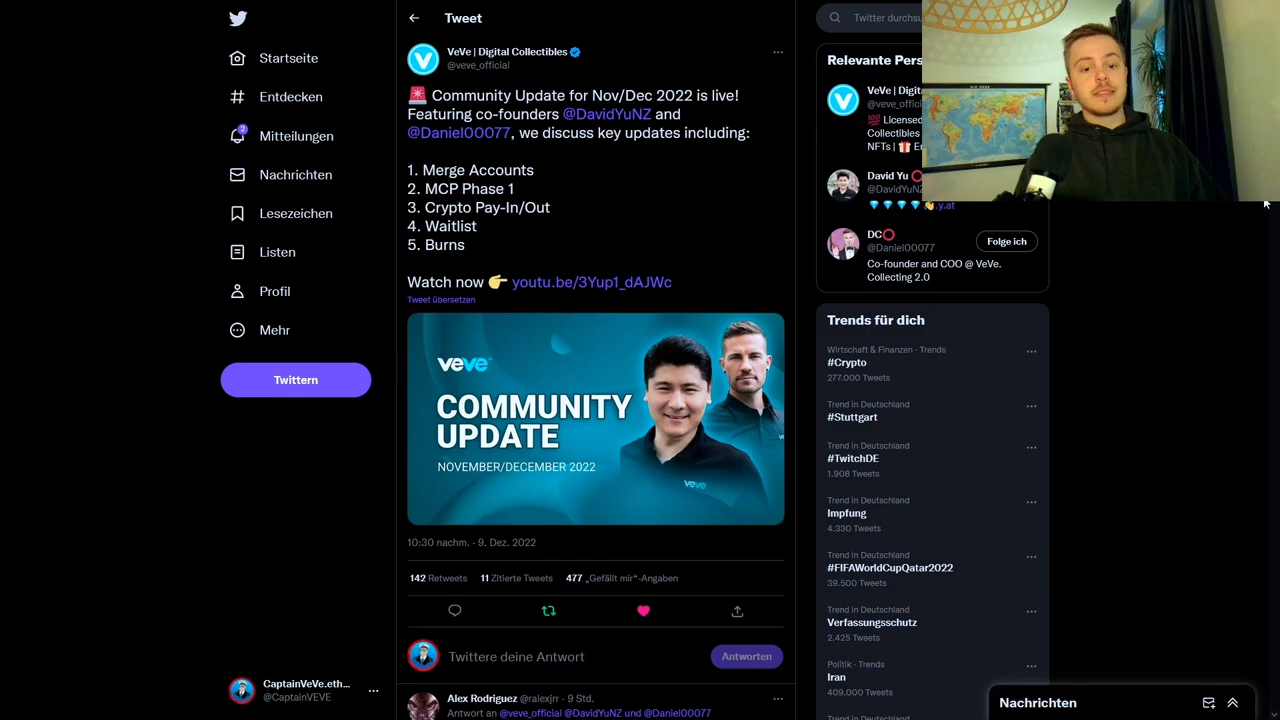 Startseite
Entdecken
2
Mitteilungen
Nachrichten
Lesezeichen
Listen
Profil
Mehr
Twittern
CaptainVeVe.eth...
@CaptainVEVE
Tweet
VeVe | Digital Collectibles
@veve_official
🚨 Community Update for Nov/Dec 2022 is live!
Featuring co-founders @DavidYuNZ and
@Daniel00077, we discuss key updates including:
1. Merge Accounts
2. MCP Phase 1
3. Crypto Pay-In/Out
4. Waitlist
5. Burns
Watch now 👉 youtu.be/3Yup1_dAJWc
Tweet übersetzen
veve
COMMUNITY
UPDATE
NOVEMBER/DECEMBER 2022
veve
10:30 nachm. · 9. Dez. 2022
142 Retweets 11 Zitierte Tweets 477 „Gefällt mir“-Angaben
Twittere deine Antwort
Antworten
Alex Rodriguez @ralexjrr · 9 Std.
Antwort an @veve_official @DavidYuNZ und @Daniel00077
Twitter durchsu
Relevante Pers
VeVe | Digita
@veve_offici
💯 Licensed
Collectibles
NFTs | 🎁 Er
David Yu ⭕
@DavidYuNZ
💎 💎 💎 💎 👋.y.at
DC⭕
@Daniel00077
Folge ich
Co-founder and COO @ VeVe.
Collecting 2.0
Trends für dich
Wirtschaft & Finanzen · Trends
#Crypto
277.000 Tweets
Trend in Deutschland
#Stuttgart
Trend in Deutschland
#TwitchDE
1.908 Tweets
Trend in Deutschland
Impfung
4.330 Tweets
Trend in Deutschland
#FIFAWorldCupQatar2022
39.500 Tweets
Trend in Deutschland
Verfassungsschutz
2.425 Tweets
Politik · Trends
Iran
409.000 Tweets
Nachrichten